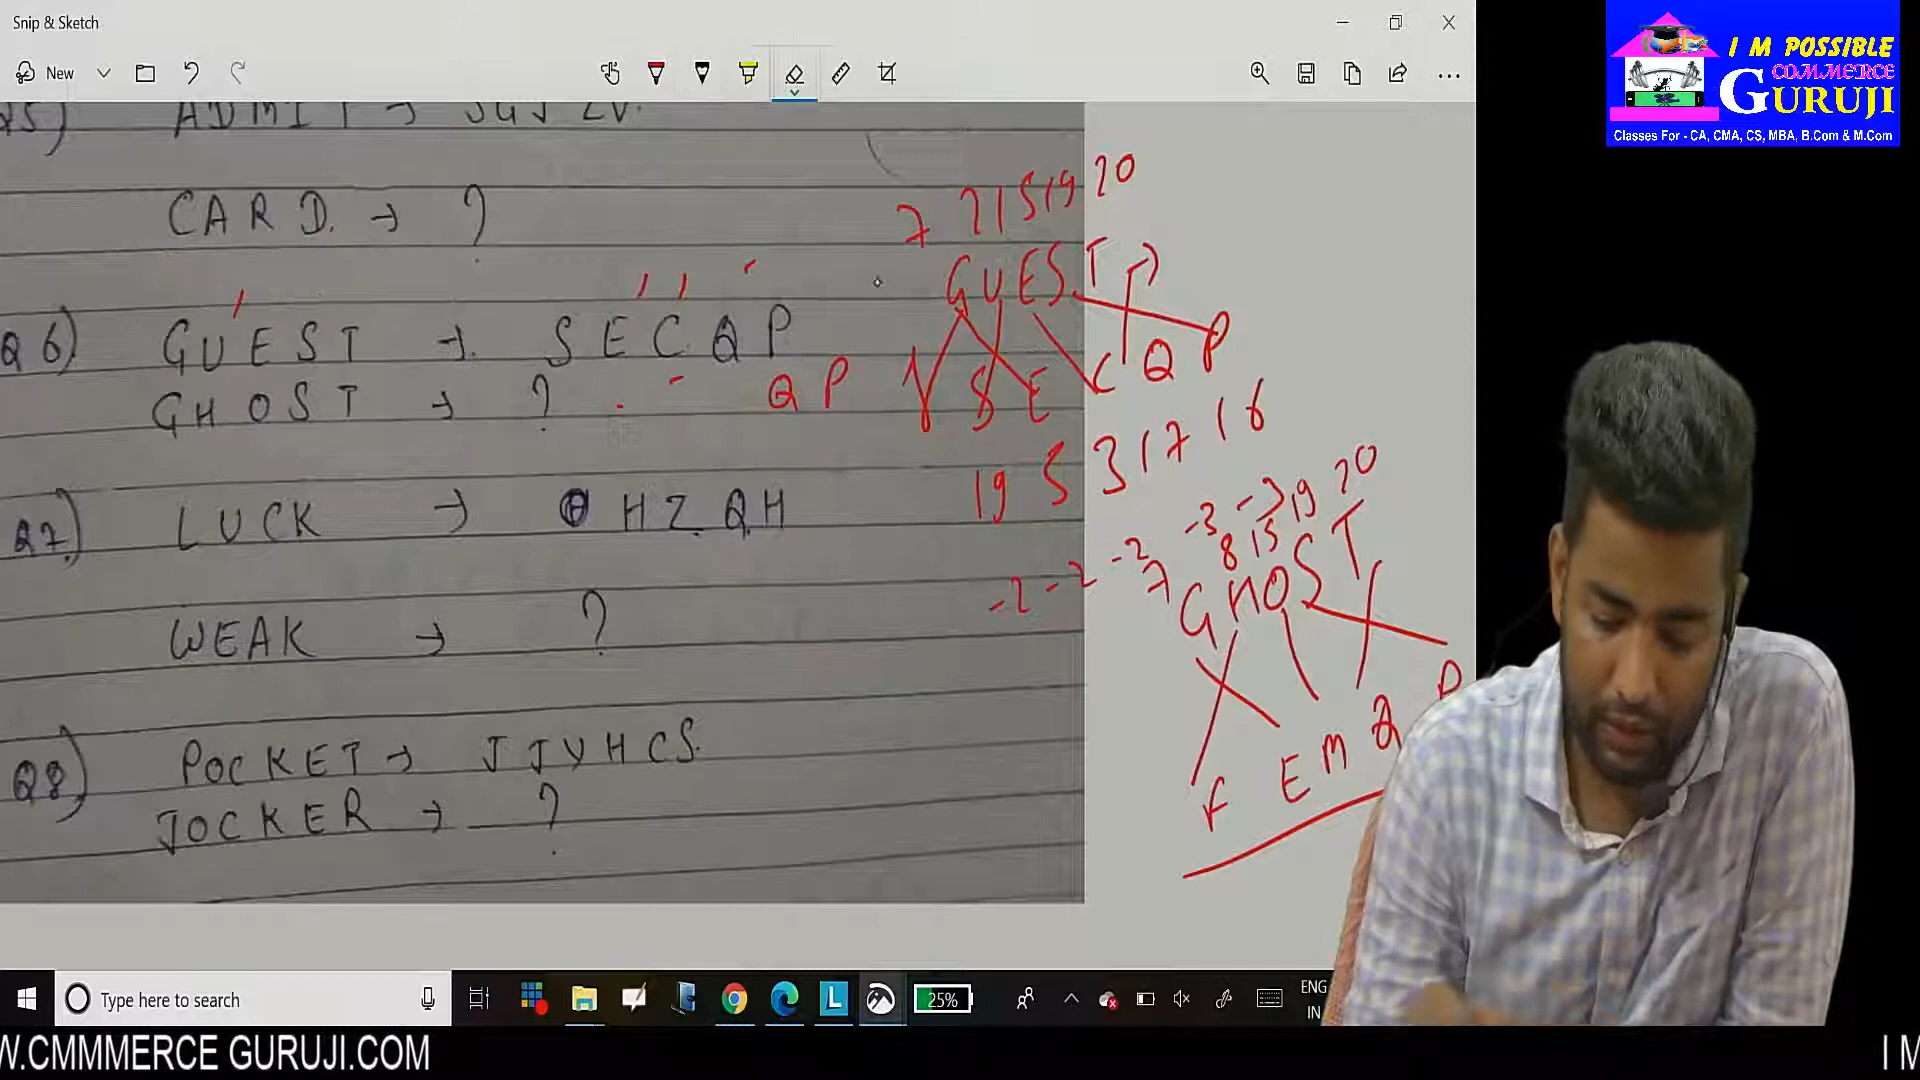 Snip & Sketch
New
I M POSSIBLE
COMMERCE
GURUJI
Classes For - CA, CMA, CS, MBA, B.Com & M.Com
CARD. → ?
7 21 5 19 20
GUEST
Q6) GUEST → SECQP
S E C Q P
GHOST → ?
Q P
19 5 3 17 16
-2 -2 -2 -3 -3
7 8 15 19 20
GHOST
F E M Q P
Q7.) LUCK → HZQH
WEAK → ?
Q8) POCKET → JJYHCS.
JOCKER → ?
Type here to search
25%
ENG
IN
W.CMMMERCE GURUJI.COM
I M